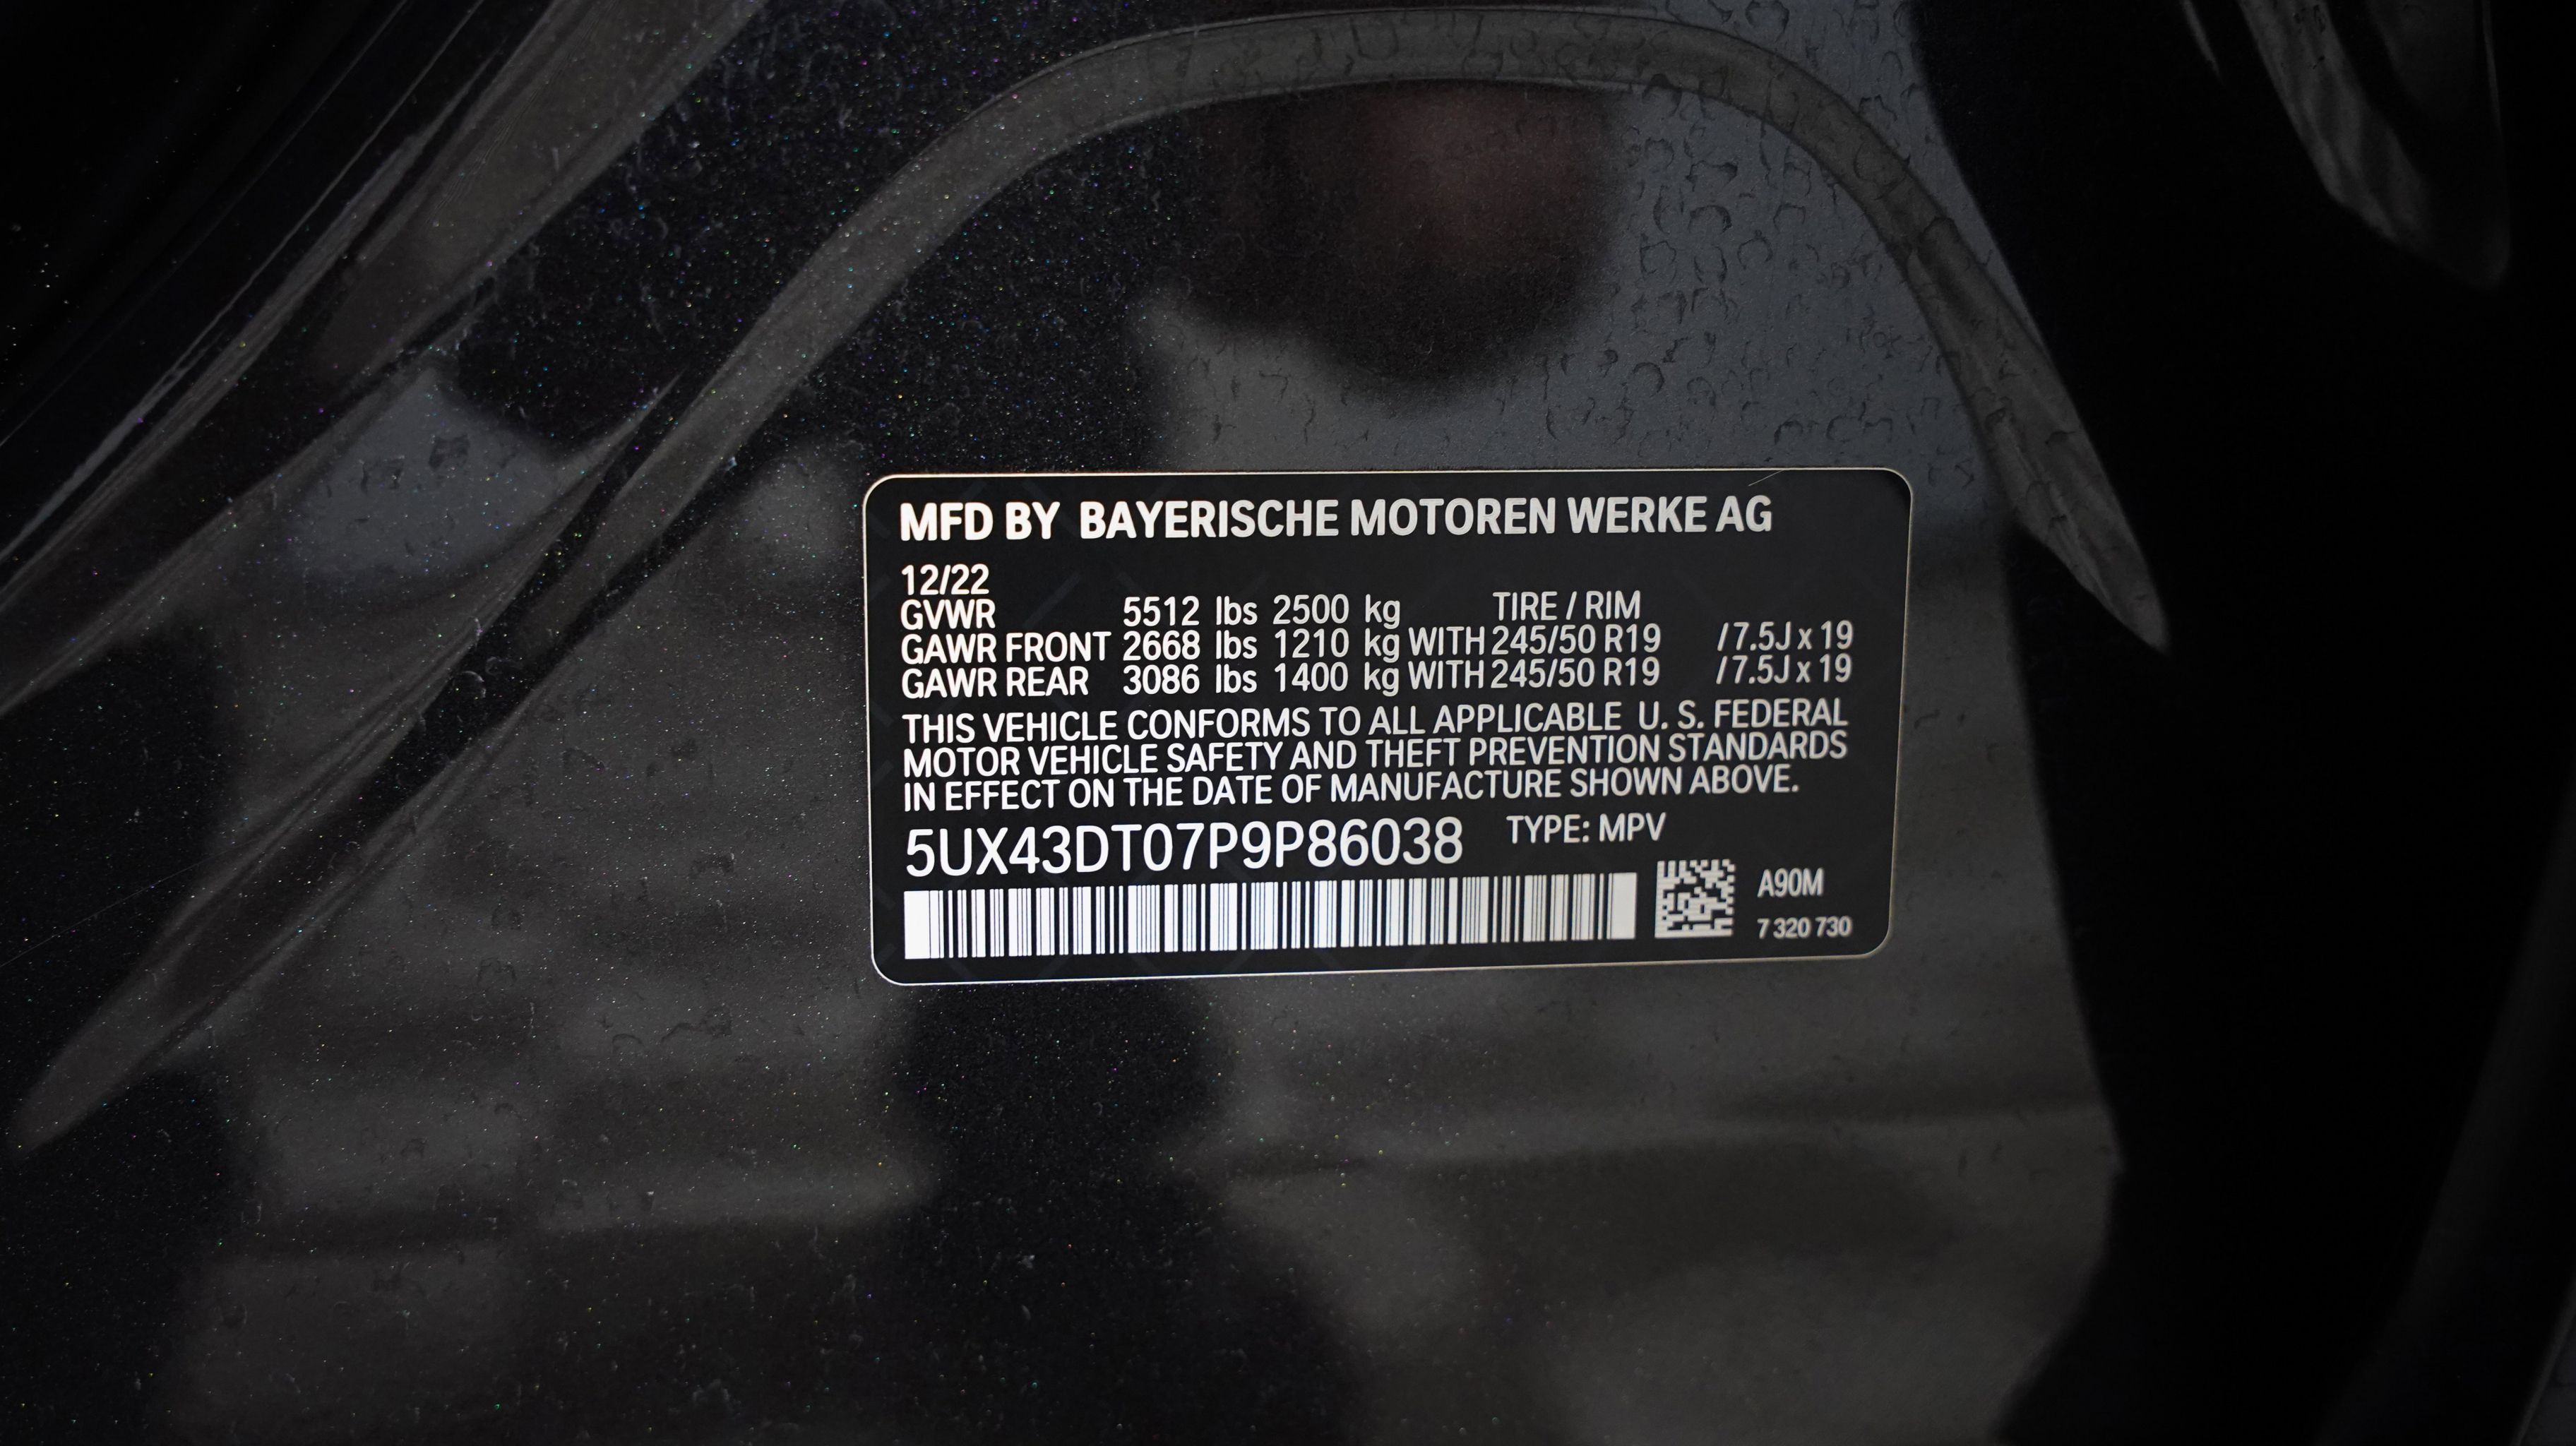 MFD BY BAYERISCHE MOTOREN WERKE AG
12/22
GVWR 5512 lbs 2500 kg TIRE / RIM
GAWR FRONT 2668 lbs 1210 kg WITH 245/50 R19 /7.5J x 19
GAWR REAR 3086 lbs 1400 kg WITH 245/50 R19 /7.5J x 19
THIS VEHICLE CONFORMS TO ALL APPLICABLE U. S. FEDERAL
MOTOR VEHICLE SAFETY AND THEFT PREVENTION STANDARDS
IN EFFECT ON THE DATE OF MANUFACTURE SHOWN ABOVE.
5UX43DT07P9P86038 TYPE: MPV
A90M
7 320 730